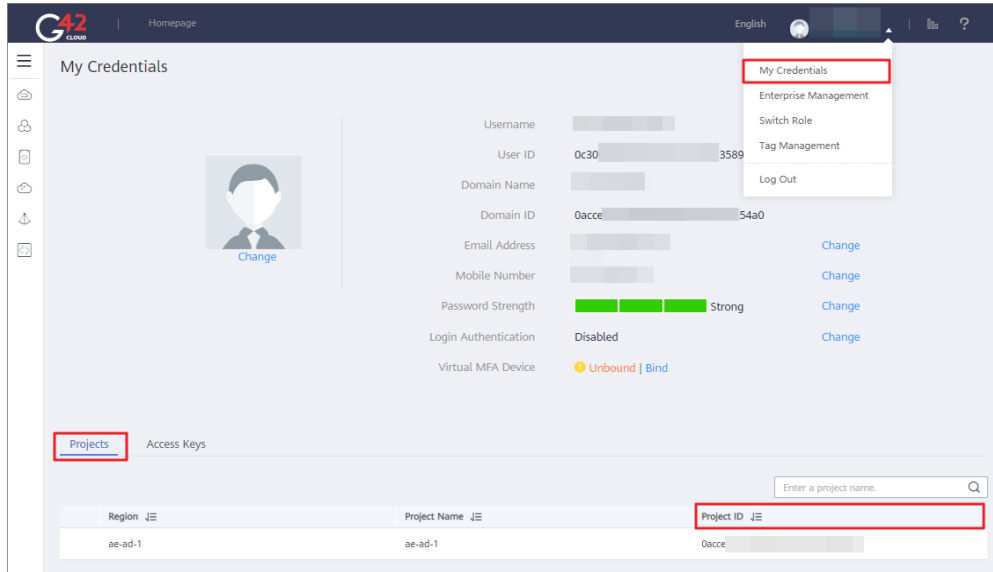 G42 CLOUD | Homepage English
My Credentials
My Credentials
Enterprise Management
Switch Role
Tag Management
Log Out
Change
Username
User ID 0c30 3589
Domain Name
Domain ID 0acce 54a0
Email Address Change
Mobile Number Change
Password Strength Strong Change
Login Authentication Disabled Change
Virtual MFA Device Unbound | Bind
Projects Access Keys
Enter a project name.
Region Project Name Project ID
ae-ad-1 ae-ad-1 0acce